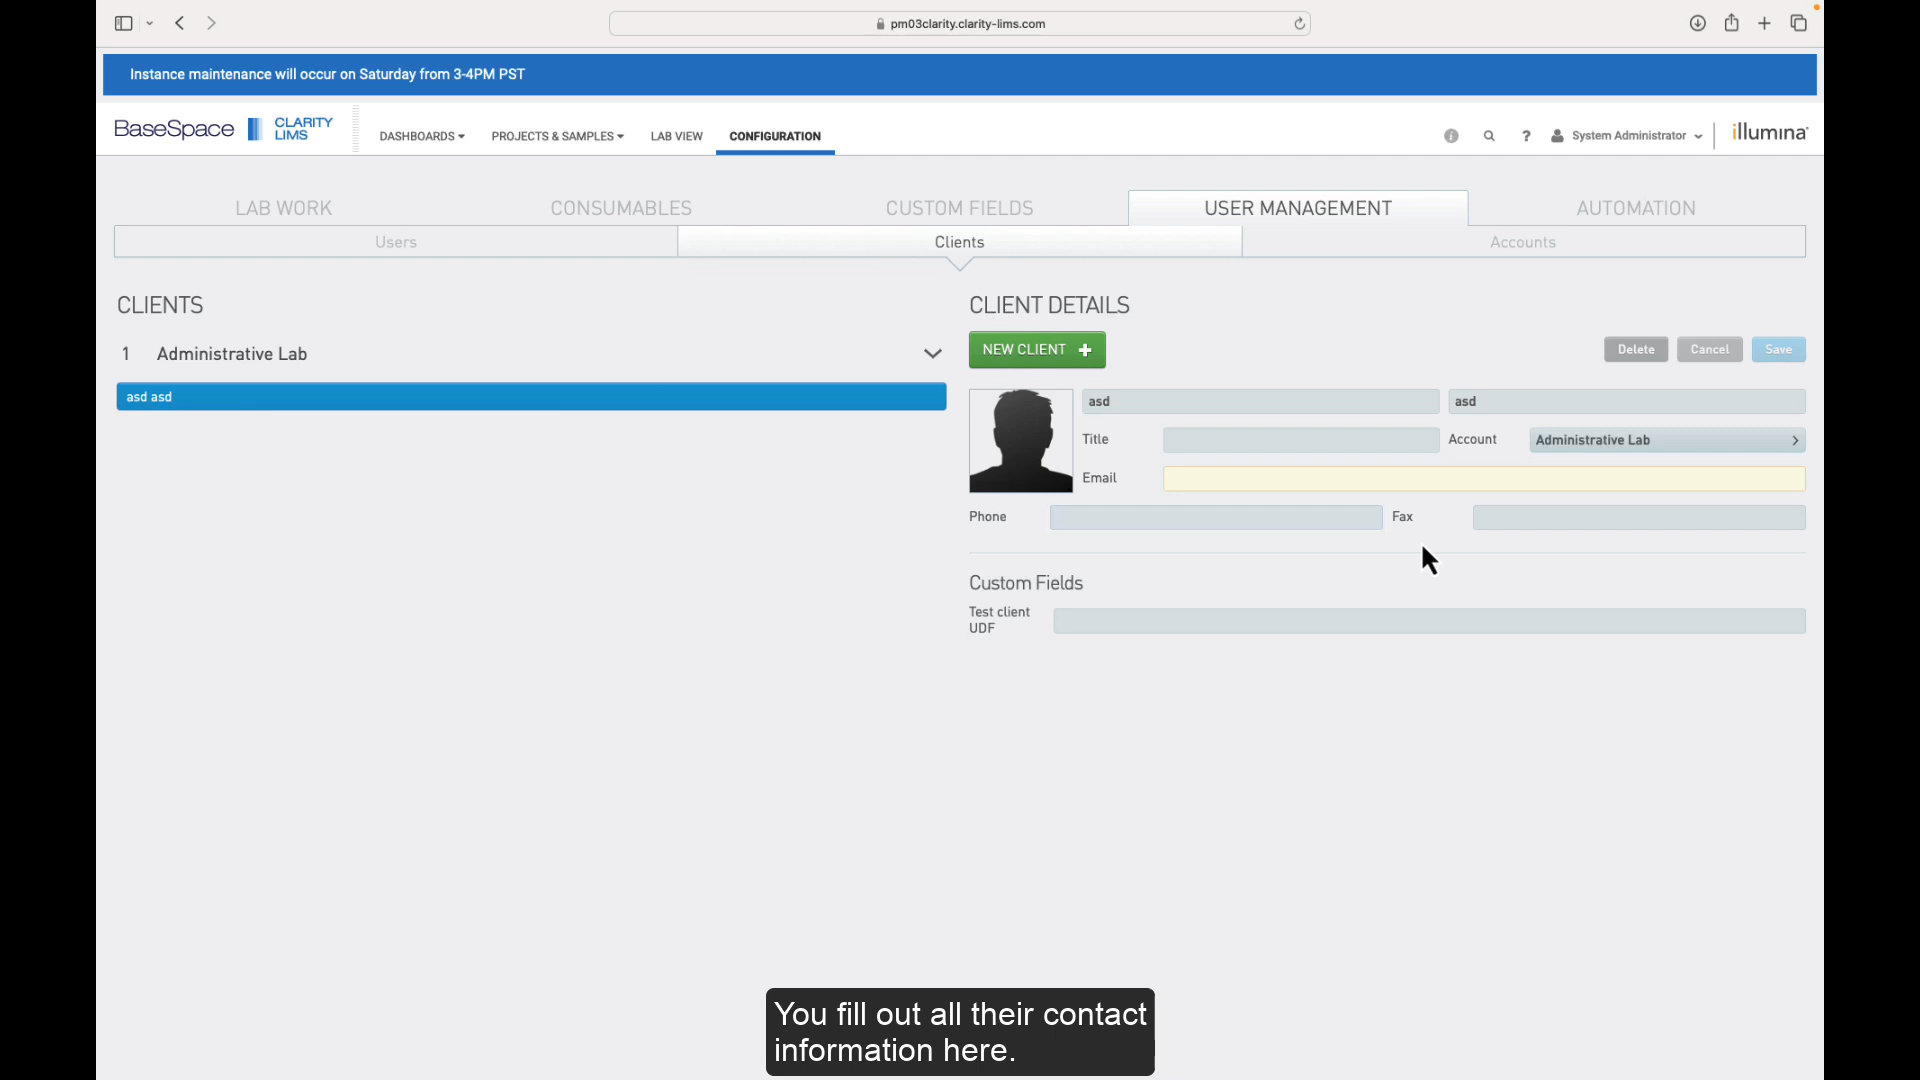 pm03clarity.clarity-lims.com
Instance maintenance will occur on Saturday from 3-4PM PST
BaseSpace CLARITY LIMS
DASHBOARDS PROJECTS & SAMPLES LAB VIEW CONFIGURATION
? System Administrator illumina
LAB WORK CONSUMABLES CUSTOM FIELDS USER MANAGEMENT AUTOMATION
Users Clients Accounts
CLIENTS
1 Administrative Lab
asd asd
CLIENT DETAILS
NEW CLIENT +
Delete Cancel Save
asd asd
Title Account Administrative Lab
Email
Phone Fax
Custom Fields
Test client
UDF
You fill out all their contact
information here.